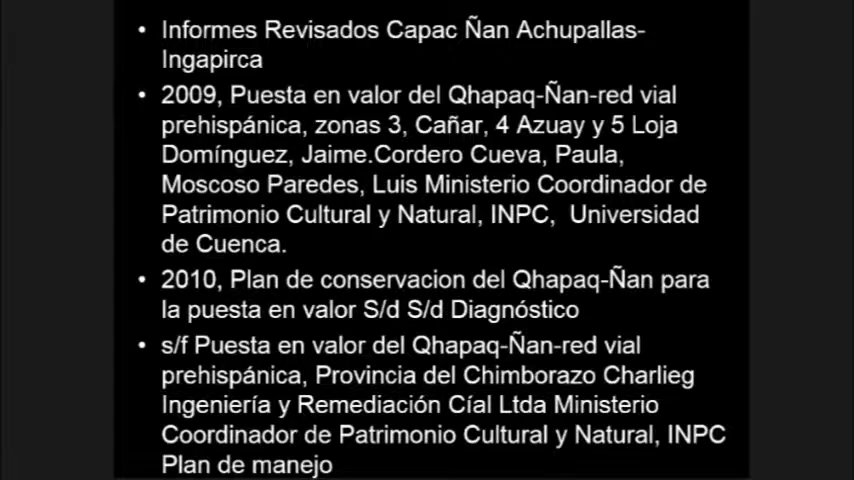 • Informes Revisados Capac Ñan Achupallas-
Ingapirca
• 2009, Puesta en valor del Qhapaq-Ñan-red vial
prehispánica, zonas 3, Cañar, 4 Azuay y 5 Loja
Domínguez, Jaime.Cordero Cueva, Paula,
Moscoso Paredes, Luis Ministerio Coordinador de
Patrimonio Cultural y Natural, INPC, Universidad
de Cuenca.
• 2010, Plan de conservacion del Qhapaq-Ñan para
la puesta en valor S/d S/d Diagnóstico
• s/f Puesta en valor del Qhapaq-Ñan-red vial
prehispánica, Provincia del Chimborazo Charlieg
Ingeniería y Remediación Cíal Ltda Ministerio
Coordinador de Patrimonio Cultural y Natural, INPC
Plan de manejo